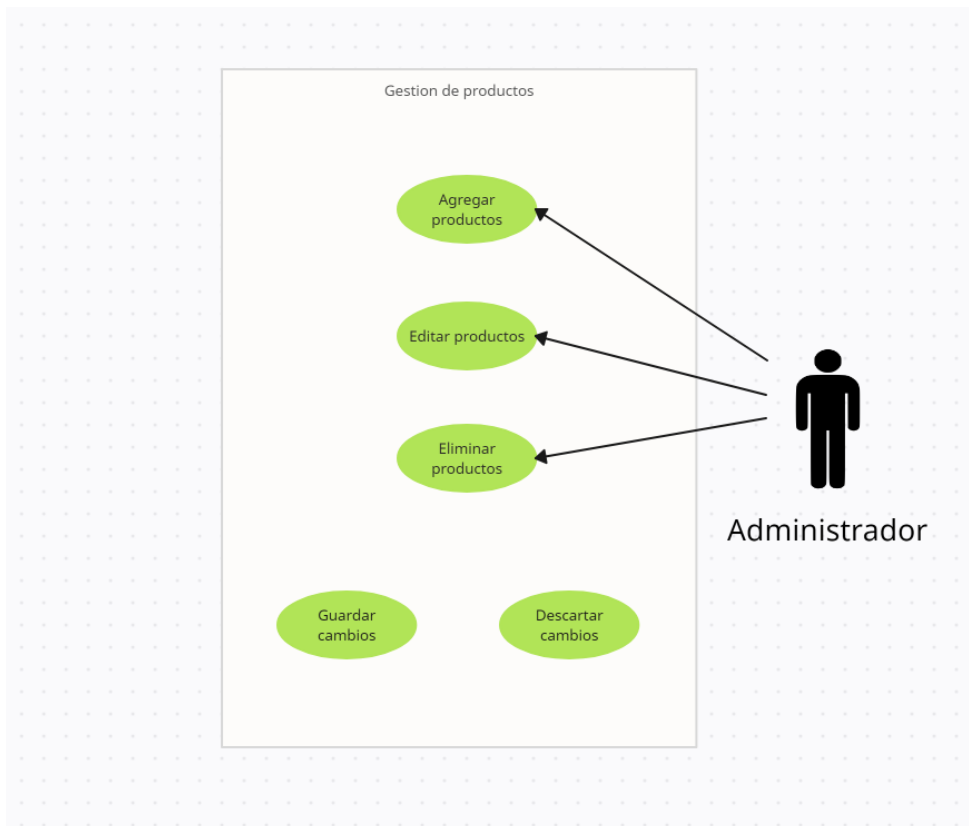 Gestion de productos
Agregar
productos
Editar productos
Eliminar
productos
Administrador
Guardar
cambios
Descartar
cambios